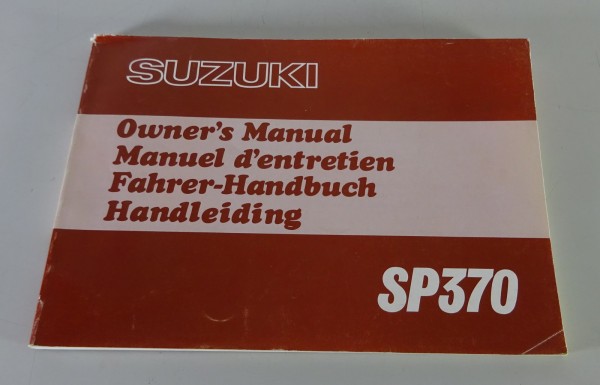 SUZUKI
Owner's Manual
Manuel d'entretien
Fahrer-Handbuch
Handleiding
SP370